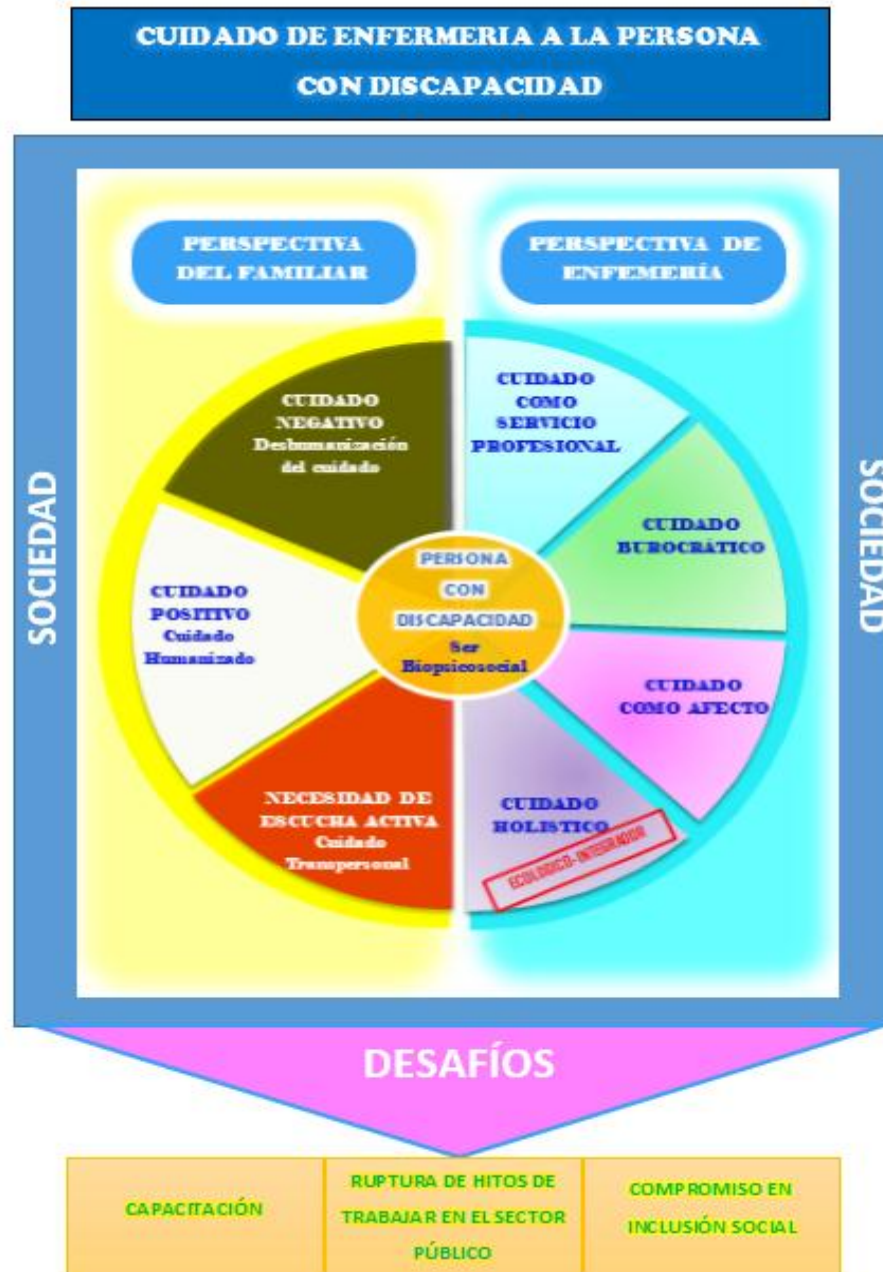 CUIDADO DE ENFERMERIA A LA PERSONA
CON DISCAPACIDAD
SOCIEDAD
PERSPECTIVA
DEL FAMILIAR
PERSPECTIVA DE
ENFEMERÍA
CUIDADO
NEGATIVO
Deshumanización
del cuidado
CUIDADO
POSITIVO
Cuidado
Humanizado
NECESIDAD DE
ESCUCHA ACTIVA
Cuidado
Transpersonal
PERSONA
CON
DISCAPACIDAD
Ser
Biopsicosocial
CUIDADO
COMO
SERVICIO
PROFESIONAL
CUIDADO
BUROCRÁTICO
CUIDADO
COMO AFECTO
CUIDADO
HOLISTICO
ECOLOGICO-INTEGRADOR
SOCIEDAD
DESAFÍOS
CAPACITACIÓN
RUPTURA DE HITOS DE
TRABAJAR EN EL SECTOR
PÚBLICO
COMPROMISO EN
INCLUSIÓN SOCIAL